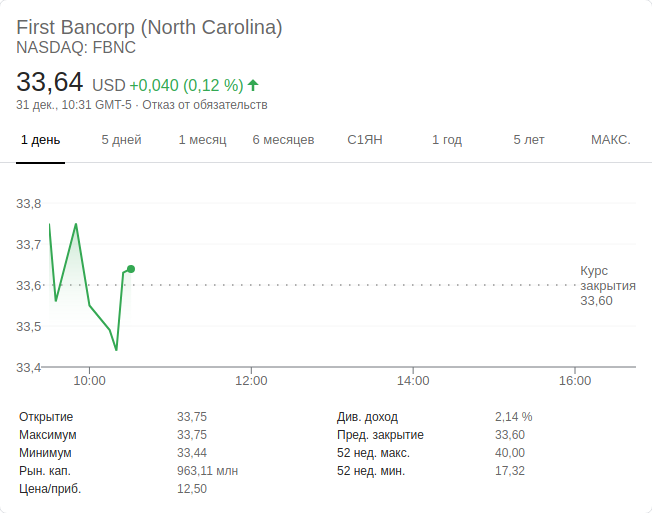 First Bancorp (North Carolina)
NASDAQ: FBNC
33,64 USD +0,040 (0,12 %)
31 дек., 10:31 GMT-5 · Отказ от обязательств
1 день 5 дней 1 месяц 6 месяцев С1ЯН 1 год 5 лет МАКС.
33,8
33,7
33,6
33,5
33,4
Курс
закрытия
33,60
10:00 12:00 14:00 16:00
Открытие 33,75 Див. доход 2,14 %
Максимум 33,75 Пред. закрытие 33,60
Минимум 33,44 52 нед. макс. 40,00
Рын. кап. 963,11 млн 52 нед. мин. 17,32
Цена/приб. 12,50